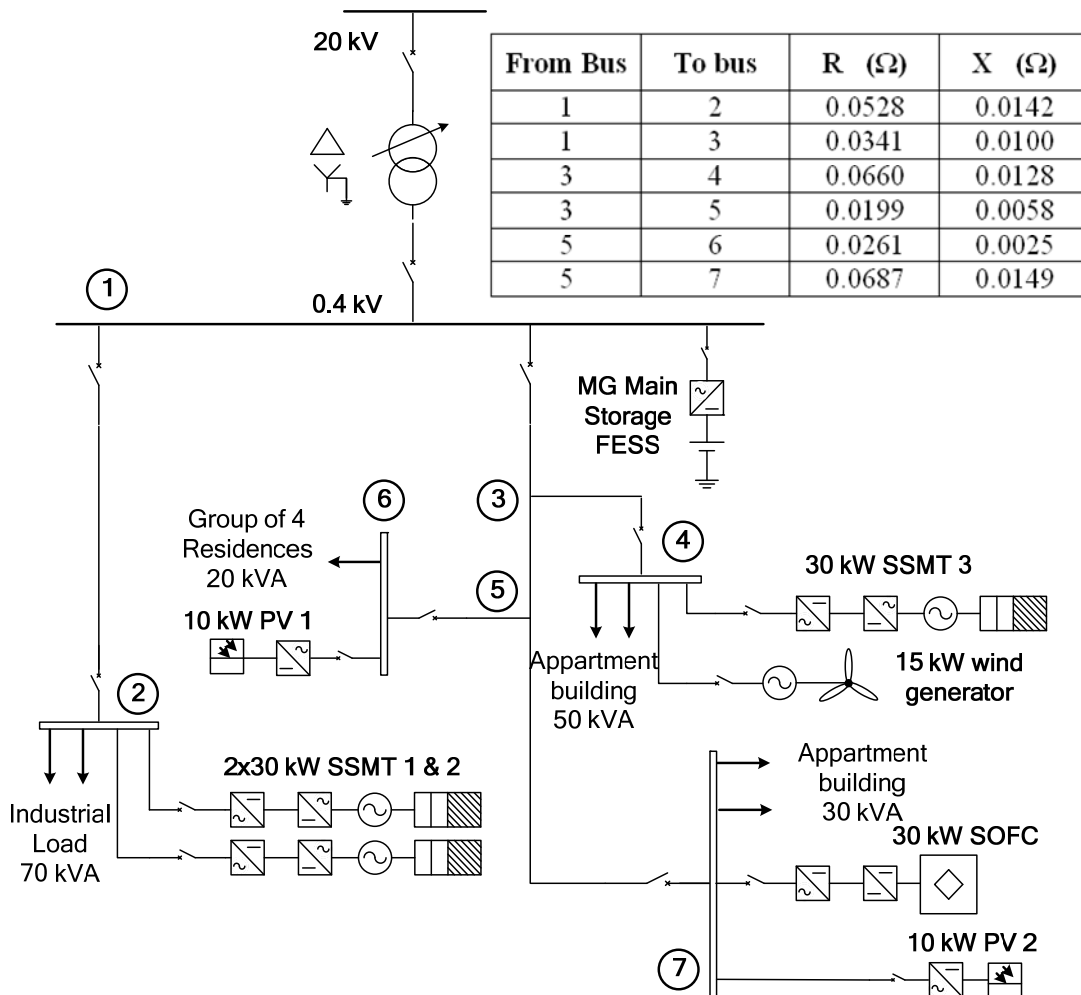 20 kV
From Bus To bus R (Ω) X (Ω)
1 2 0.0528 0.0142
1 3 0.0341 0.0100
3 4 0.0660 0.0128
3 5 0.0199 0.0058
5 6 0.0261 0.0025
5 7 0.0687 0.0149
1
0.4 kV
MG Main
Storage
FESS
6
3
Group of 4
Residences
20 kVA
4
30 kW SSMT 3
5
10 kW PV 1
Appartment
building
50 kVA
15 kW wind
generator
2
2x30 kW SSMT 1 & 2
Industrial
Load
70 kVA
Appartment
building
30 kVA
30 kW SOFC
10 kW PV 2
7